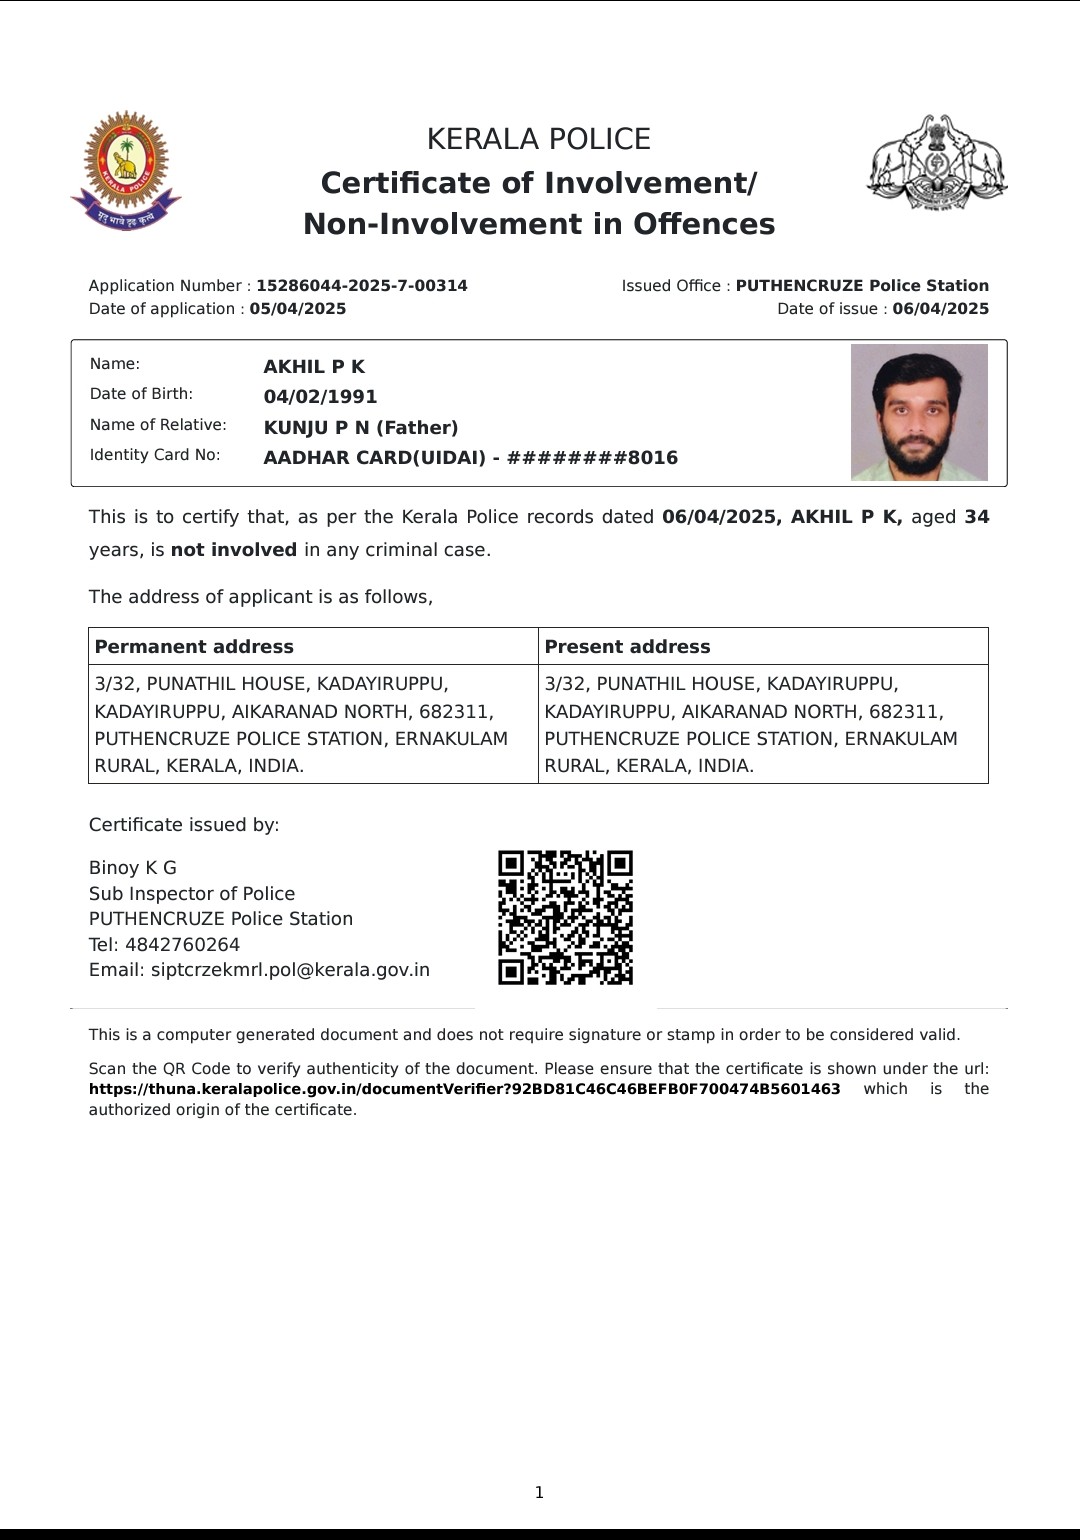 KERALA POLICE
Certificate of Involvement/
Non-Involvement in Offences
KERALA POLICE
मृदु भावे दृढ कृत्ये
Application Number : 15286044-2025-7-00314
Issued Office : PUTHENCRUZE Police Station
Date of application : 05/04/2025
Date of issue : 06/04/2025
Name: AKHIL P K
Date of Birth: 04/02/1991
Name of Relative: KUNJU P N (Father)
Identity Card No: AADHAR CARD(UIDAI) - ########8016
This is to certify that, as per the Kerala Police records dated 06/04/2025, AKHIL P K, aged 34
years, is not involved in any criminal case.
The address of applicant is as follows,
Permanent address
3/32, PUNATHIL HOUSE, KADAYIRUPPU,
KADAYIRUPPU, AIKARANAD NORTH, 682311,
PUTHENCRUZE POLICE STATION, ERNAKULAM
RURAL, KERALA, INDIA.
Present address
3/32, PUNATHIL HOUSE, KADAYIRUPPU,
KADAYIRUPPU, AIKARANAD NORTH, 682311,
PUTHENCRUZE POLICE STATION, ERNAKULAM
RURAL, KERALA, INDIA.
Certificate issued by:
Binoy K G
Sub Inspector of Police
PUTHENCRUZE Police Station
Tel: 4842760264
Email: siptcrzekmrl.pol@kerala.gov.in
This is a computer generated document and does not require signature or stamp in order to be considered valid.
Scan the QR Code to verify authenticity of the document. Please ensure that the certificate is shown under the url:
https://thuna.keralapolice.gov.in/documentVerifier?92BD81C46C46BEFB0F700474B5601463 which is the
authorized origin of the certificate.
1